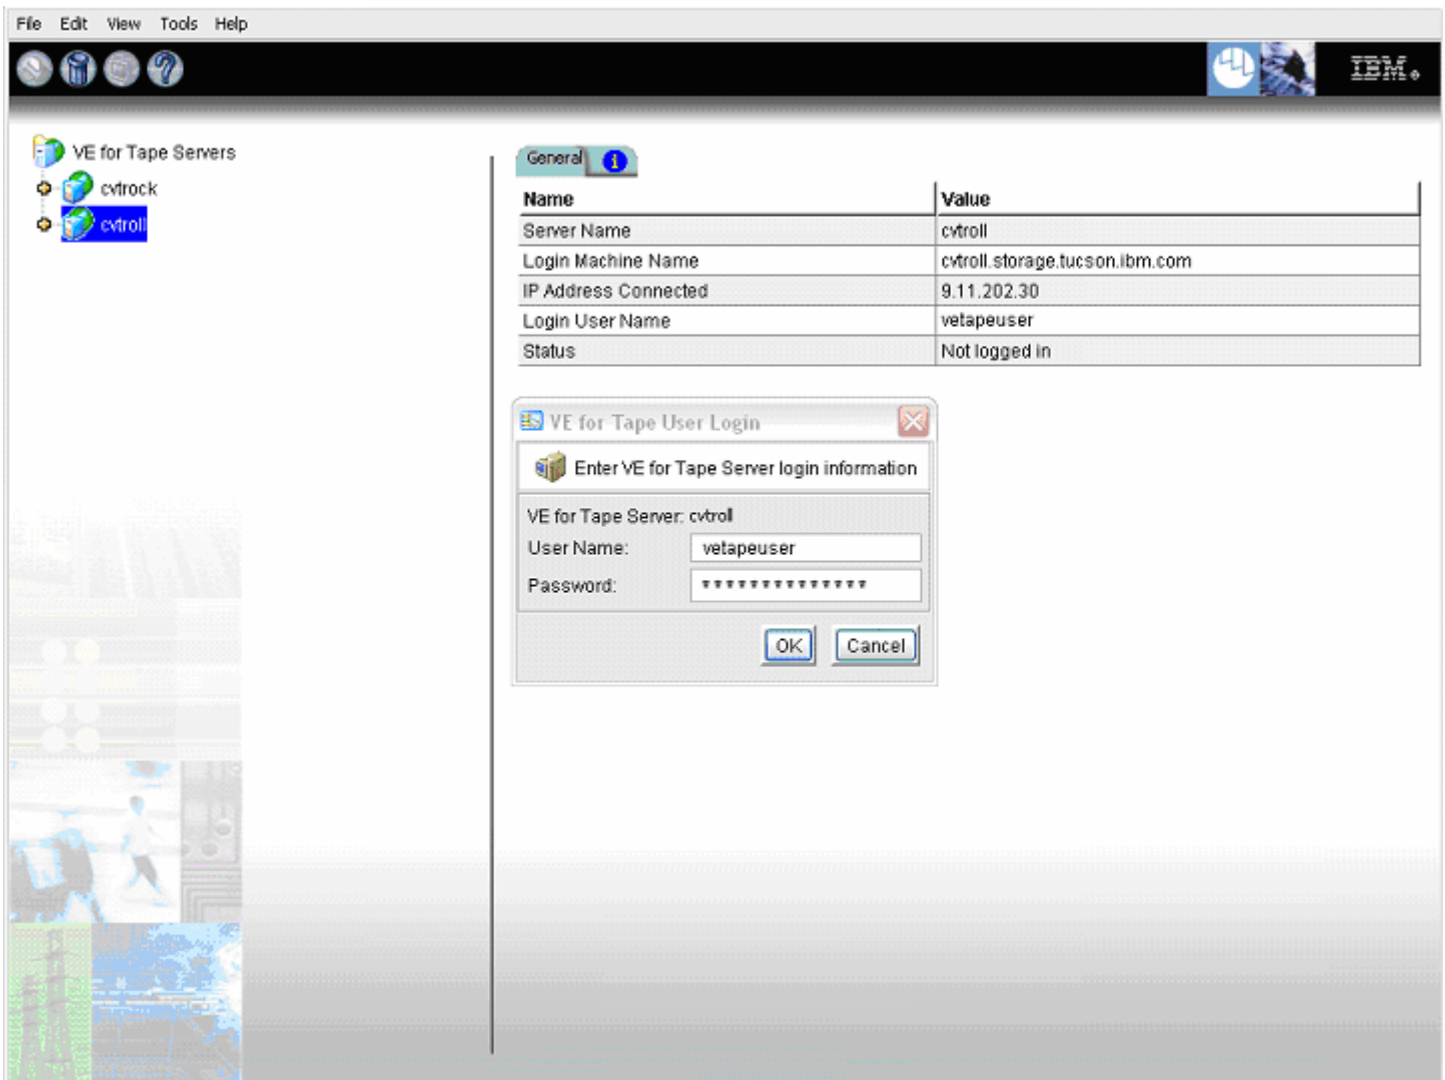 File Edit View Tools Help
IBM
VE for Tape Servers
cvtrock
cvtroll
General
Name Value
Server Name cvtroll
Login Machine Name cvtroll.storage.tucson.ibm.com
IP Address Connected 9.11.202.30
Login User Name vetapeuser
Status Not logged in
VE for Tape User Login
Enter VE for Tape Server login information
VE for Tape Server: cvtroll
User Name: vetapeuser
Password: **************
OK Cancel